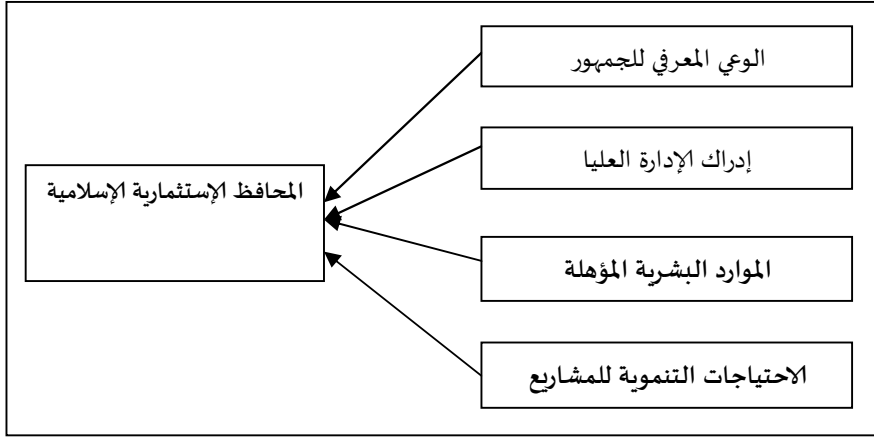 الوعي المعرفي للجمهور
إدراك الإدارة العليا
المحافظ الإستثمارية الإسلامية
الموارد البشرية المؤهلة
الاحتياجات التنموية للمشاريع